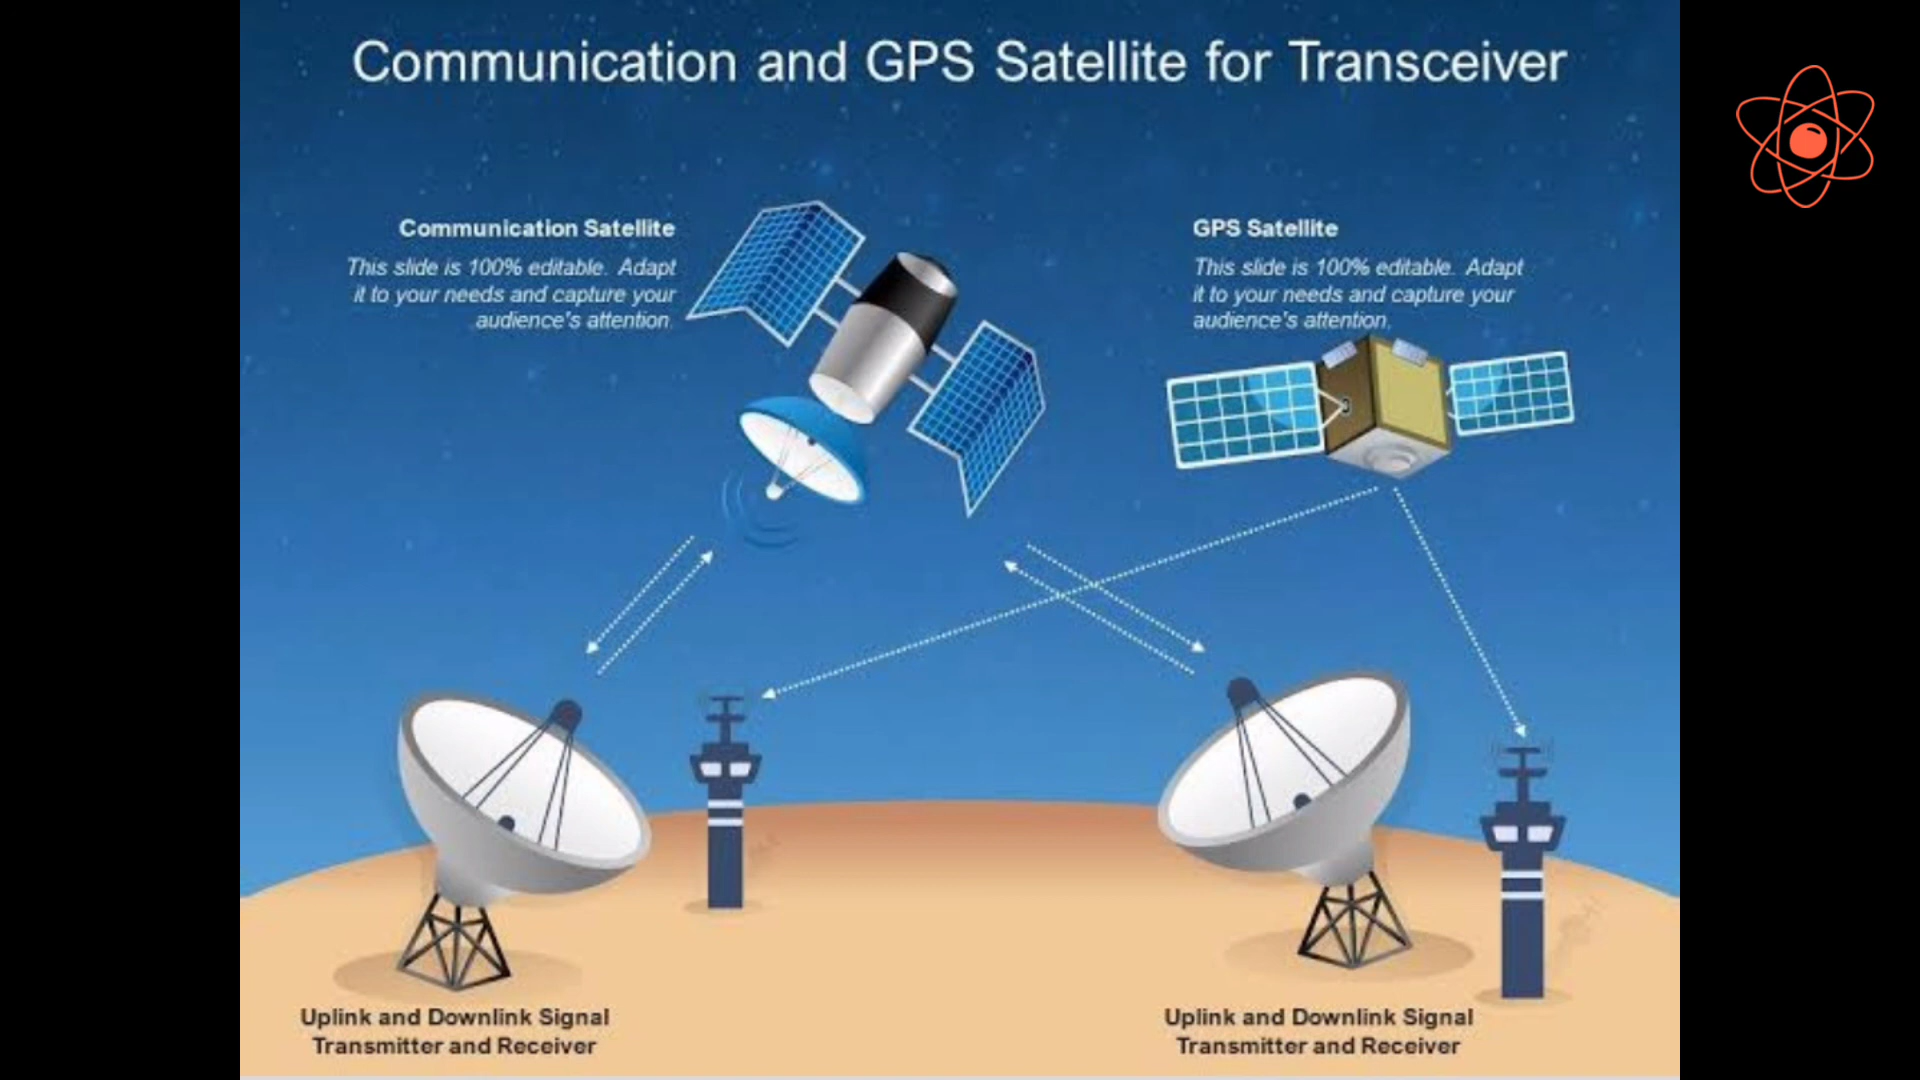 Communication and GPS Satellite for Transceiver
Communication Satellite
This slide is 100% editable. Adapt
it to your needs and capture your
audience's attention.
GPS Satellite
This slide is 100% editable. Adapt
it to your needs and capture your
audience's attention.
Uplink and Downlink Signal
Transmitter and Receiver
Uplink and Downlink Signal
Transmitter and Receiver